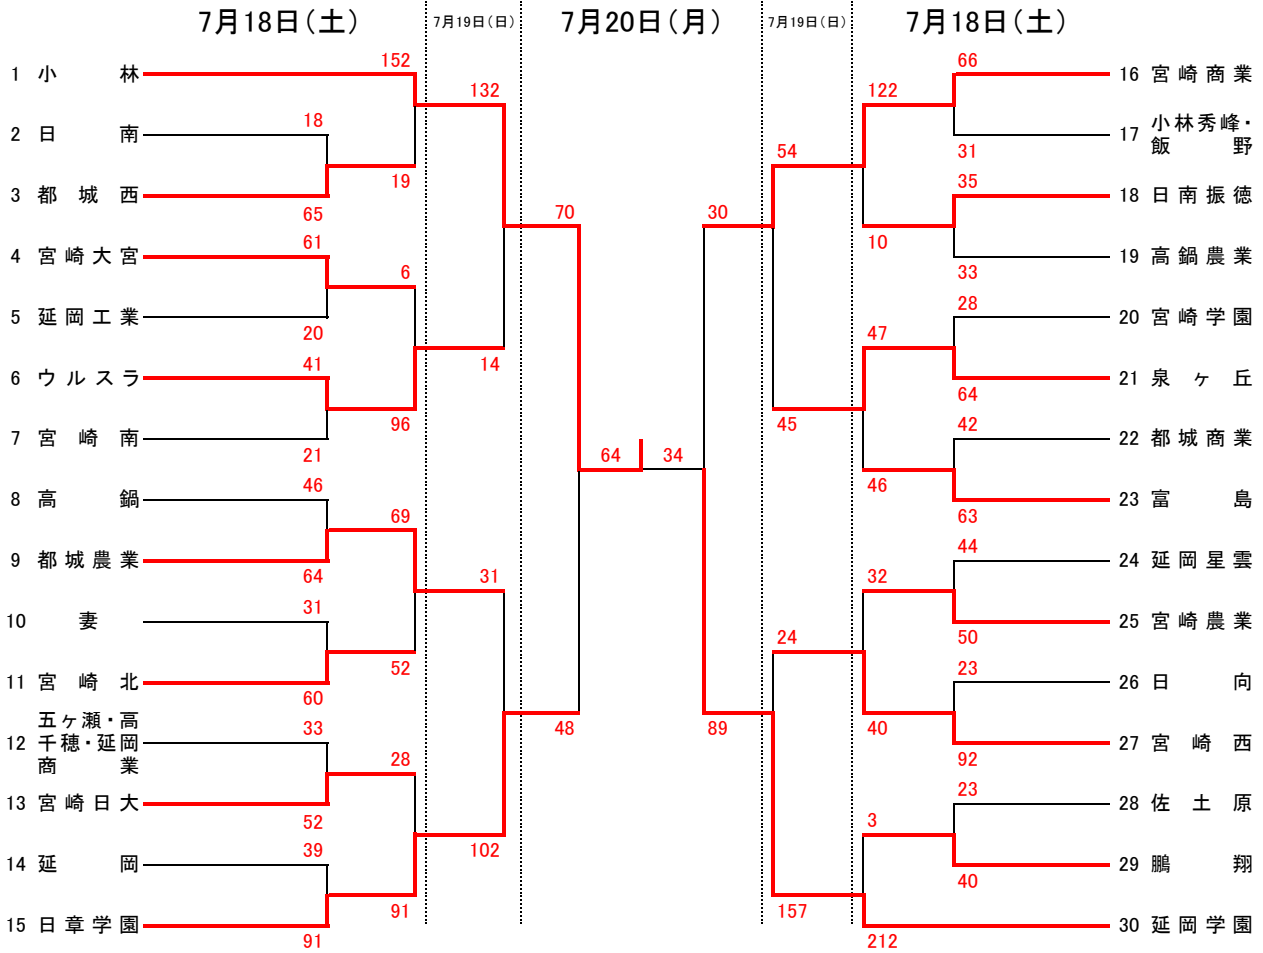 7月18日(土)
7月19日(日)
7月20日(月)
7月19日(日)
7月18日(土)
1 小林
2 日南
3 都城西
4 宮崎大宮
5 延岡工業
6 ウルスラ
7 宮崎南
8 高鍋
9 都城農業
10 妻
11 宮崎北
五ヶ瀬・高
12 千穂・延岡
商業
13 宮崎日大
14 延岡
15 日章学園
152
18
19
65
61
6
20
41
96
21
46
69
64
31
52
60
33
28
52
39
91
91
132
14
31
102
70
48
64
34
30
89
54
45
24
157
122
10
47
46
32
40
3
212
66
31
35
33
28
64
42
63
44
50
23
92
23
40
16 宮崎商業
小林秀峰・
17 飯野
18 日南振徳
19 高鍋農業
20 宮崎学園
21 泉ヶ丘
22 都城商業
23 富島
24 延岡星雲
25 宮崎農業
26 日向
27 宮崎西
28 佐土原
29 鵬翔
30 延岡学園